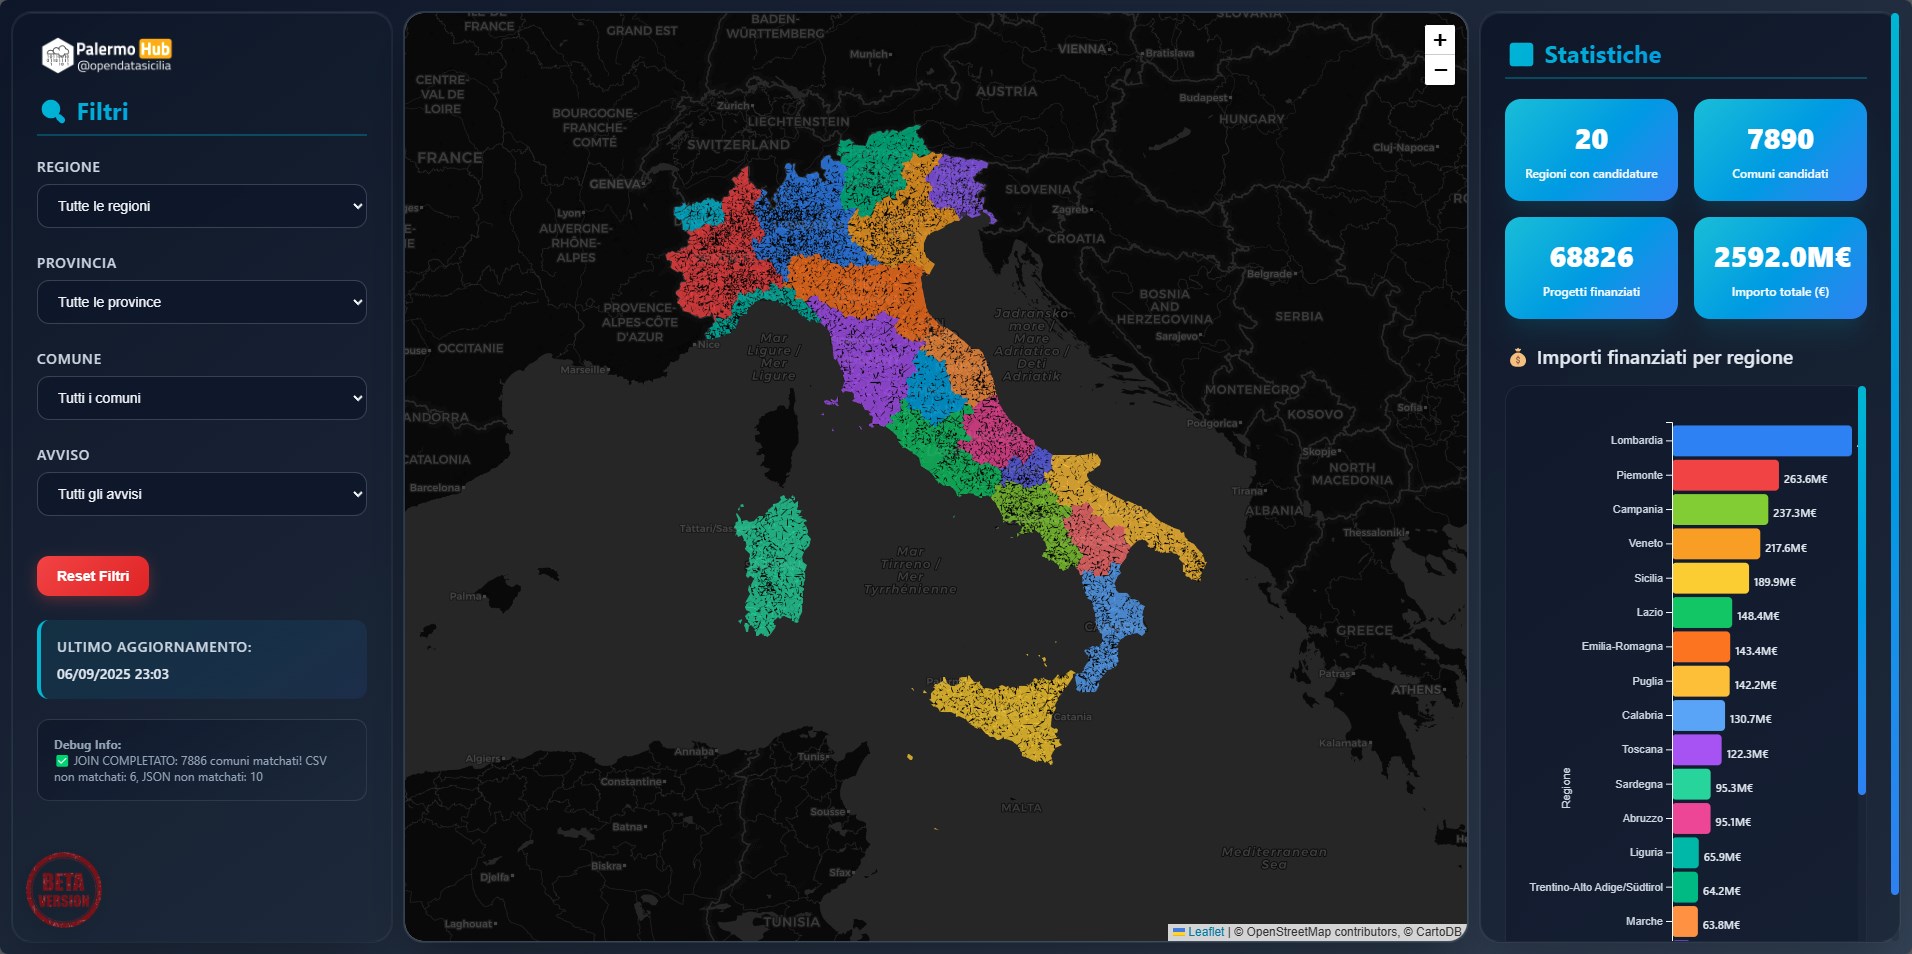 Palermo Hub
@opendatasicilia
Filtri
REGIONE
Tutte le regioni
PROVINCIA
Tutte le province
COMUNE
Tutti i comuni
AVVISO
Tutti gli avvisi
Reset Filtri
ULTIMO AGGIORNAMENTO:
06/09/2025 23:03
Debug Info:
✅ JOIN COMPLETATO: 7886 comuni matchati! CSV
non matchati: 6, JSON non matchati: 10
BETA
VERSION
FRANCE
GRAND EST
BADEN-
WÜRTTEMBERG
Munich
VIENNA
Bratislava
SLOVAKIA
CENTRE-
VAL DE
LOIRE
BOURGOGNE-
FRANCHE-
COMTÉ
Zürich
LIECHTENSTEIN
AUSTRIA
Budapest
HUNGARY
SWITZERLAND
Cluj-Napoca
FRANCE
GENEVA
SLOVENIA
Lyon
Zagreb
AUVERGNE-
RHÔNE-
ALPES
CROATIA
Belgrade
PROVENCE-
ALPES-CÔTE
D'AZUR
BOSNIA
AND
HERZEGOVINA
SERBIA
Jadransko
more /
Mare
Adriatico /
Deti
Adriatik
Sarajevo
OCCITANIE
Nice
Mar
Ligure /
Mer
Ligure
Marseille
MONTENEGRO
KOSOVO
Sofia
ANDORRA
Podgorica
Skopje
CATALONIA
NORTH
MACEDONIA
Barcelona
Tirana
ALBANIA
Tattari/Sas
Thessaloniki
Mar
Tirreno /
Mer
Tyrrhénienne
Palma
GREECE
Patras
ATHENS
Catania
Kalamata
Algiers
Annaba
Tunis
Constantine
MALTA
Sousse
Batna
Mediterranean
Sea
Biskra
Sfax
Djelfa
Laghouat
TUNISIA
+
−
Leaflet | © OpenStreetMap contributors, © CartoDB
Statistiche
20
Regioni con candidature
7890
Comuni candidati
68826
Progetti finanziati
2592.0M€
Importo totale (€)
Importi finanziati per regione
Regione
Lombardia
Piemonte 263.6M€
Campania 237.3M€
Veneto 217.6M€
Sicilia 189.9M€
Lazio 148.4M€
Emilia-Romagna 143.4M€
Puglia 142.2M€
Calabria 130.7M€
Toscana 122.3M€
Sardegna 95.3M€
Abruzzo 95.1M€
Liguria 65.9M€
Trentino-Alto Adige/Südtirol 64.2M€
Marche 63.8M€